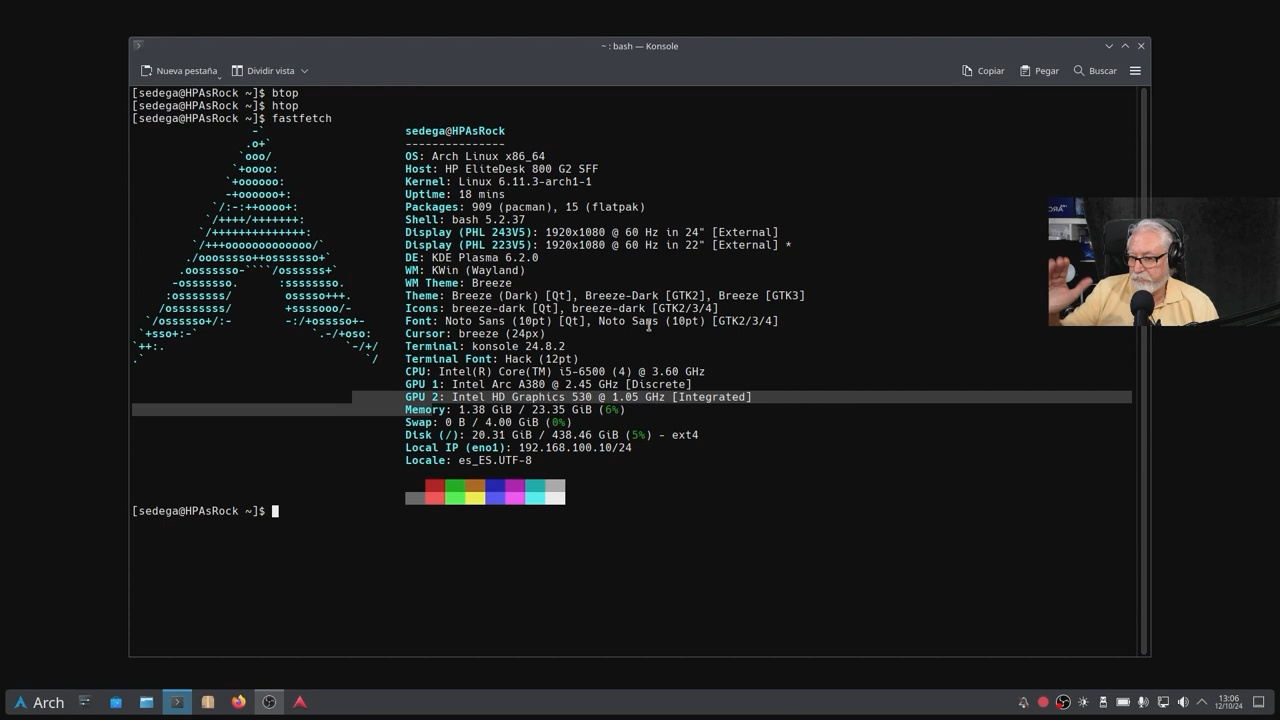 ~ : bash — Konsole
Nueva pestaña
Dividir vista
Copiar
Pegar
Buscar
[sedega@HPAsRock ~]$ btop
[sedega@HPAsRock ~]$ htop
[sedega@HPAsRock ~]$ fastfetch
sedega@HPAsRock
---------------
OS: Arch Linux x86_64
Host: HP EliteDesk 800 G2 SFF
Kernel: Linux 6.11.3-arch1-1
Uptime: 18 mins
Packages: 909 (pacman), 15 (flatpak)
Shell: bash 5.2.37
Display (PHL 243V5): 1920x1080 @ 60 Hz in 24" [External]
Display (PHL 223V5): 1920x1080 @ 60 Hz in 22" [External] *
DE: KDE Plasma 6.2.0
WM: KWin (Wayland)
WM Theme: Breeze
Theme: Breeze (Dark) [Qt], Breeze-Dark [GTK2], Breeze [GTK3]
Icons: breeze-dark [Qt], breeze-dark [GTK2/3/4]
Font: Noto Sans (10pt) [Qt], Noto Sans (10pt) [GTK2/3/4]
Cursor: breeze (24px)
Terminal: konsole 24.8.2
Terminal Font: Hack (12pt)
CPU: Intel(R) Core(TM) i5-6500 (4) @ 3.60 GHz
GPU 1: Intel Arc A380 @ 2.45 GHz [Discrete]
GPU 2: Intel HD Graphics 530 @ 1.05 GHz [Integrated]
Memory: 1.38 GiB / 23.35 GiB (6%)
Swap: 0 B / 4.00 GiB (0%)
Disk (/): 20.31 GiB / 438.46 GiB (5%) - ext4
Local IP (eno1): 192.168.100.10/24
Locale: es_ES.UTF-8
[sedega@HPAsRock ~]$
Arch
13:06
12/10/24